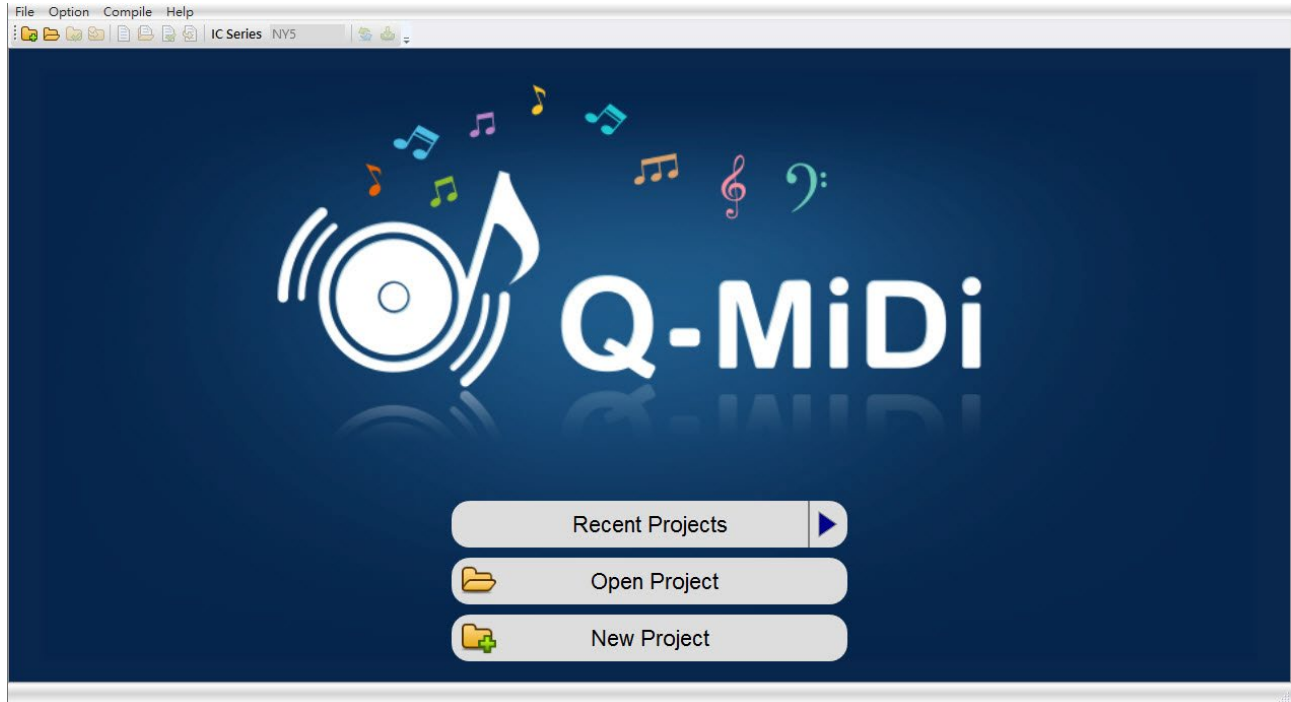 File Option Compile Help
IC Series NY5
Q-MiDi
Recent Projects
Open Project
New Project